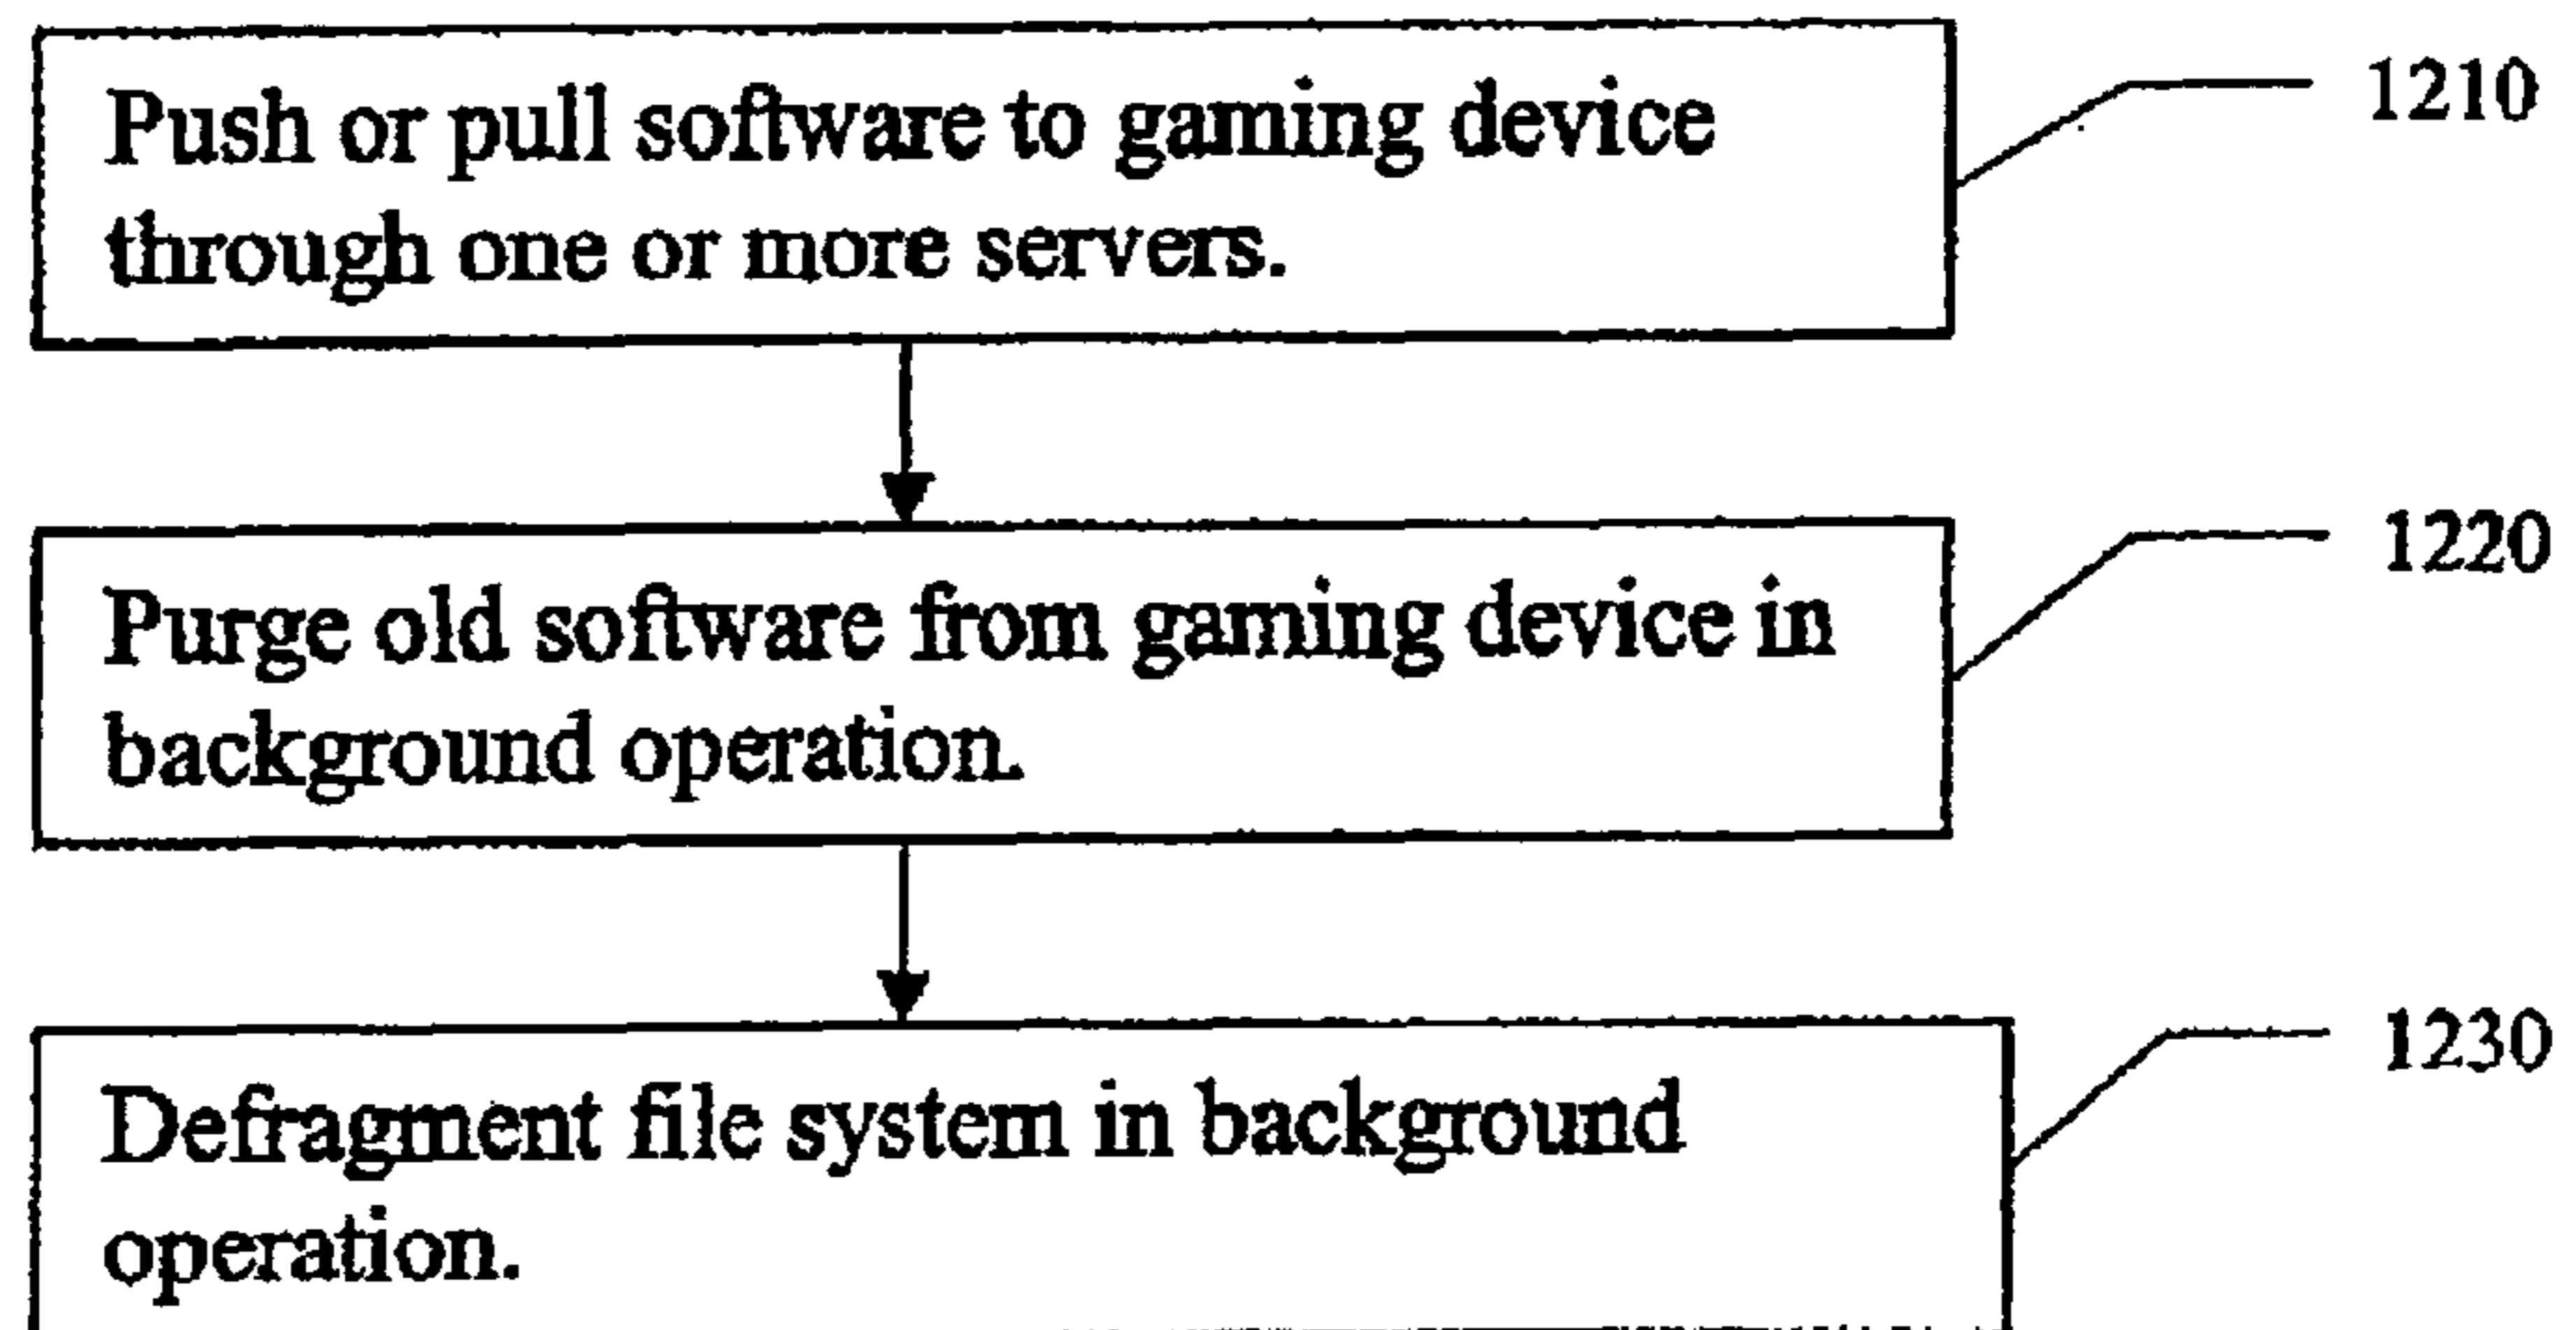 Push or pull software to gaming device
through one or more servers.
1210
Purge old software from gaming device in
background operation.
1220
Defragment file system in background
operation.
1230